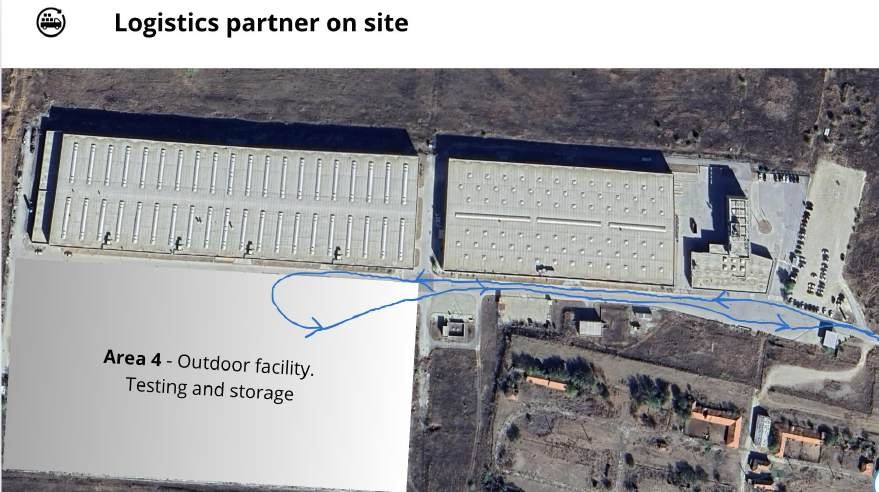 Logistics partner on site
Area 4 - Outdoor facility.
Testing and storage